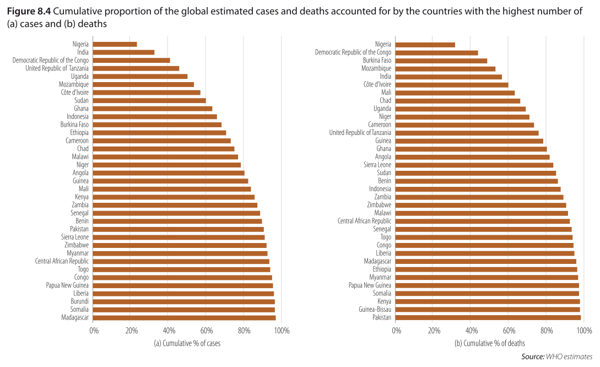 Figure 8.4 Cumulative proportion of the global estimated cases and deaths accounted for by the countries with the highest number of
(a) cases and (b) deaths
Nigeria
India
Democratic Republic of the Congo
United Republic of Tanzania
Uganda
Mozambique
Côte d'Ivoire
Sudan
Ghana
Indonesia
Burkina Faso
Ethiopia
Cameroon
Chad
Malawi
Niger
Angola
Guinea
Mali
Kenya
Zambia
Senegal
Benin
Pakistan
Sierra Leone
Zimbabwe
Myanmar
Central African Republic
Togo
Congo
Papua New Guinea
Liberia
Burundi
Somalia
Madagascar
0% 20% 40% 60% 80% 100%
(a) Cumulative % of cases
Nigeria
Democratic Republic of the Congo
Burkina Faso
Mozambique
India
Côte d'Ivoire
Mali
Chad
Uganda
Niger
Cameroon
United Republic of Tanzania
Guinea
Ghana
Angola
Sierra Leone
Sudan
Benin
Indonesia
Zambia
Zimbabwe
Malawi
Central African Republic
Senegal
Togo
Congo
Liberia
Madagascar
Ethiopia
Myanmar
Papua New Guinea
Somalia
Kenya
Guinea-Bissau
Pakistan
0% 20% 40% 60% 80% 100%
(b) Cumulative % of deaths
Source: WHO estimates